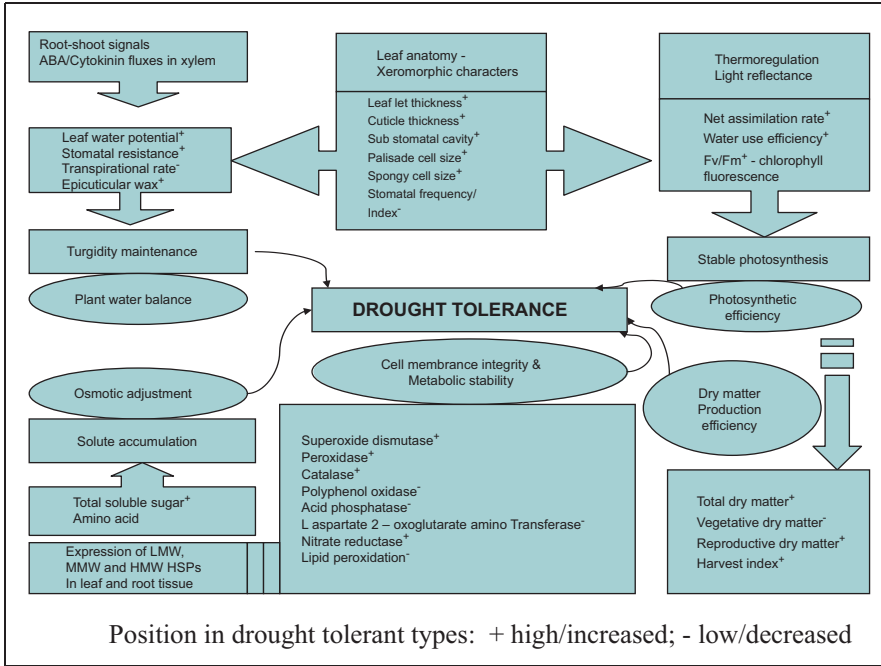 Root-shoot signals
ABA/Cytokinin fluxes in xylem
Leaf anatomy -
Xeromorphic characters
Thermoregulation
Light reflectance
Leaf let thickness+
Cuticle thickness+
Sub stomatal cavity+
Palisade cell size+
Spongy cell size+
Stomatal frequency/
Index-
Net assimilation rate+
Water use efficiency+
Fv/Fm+ - chlorophyll
fluorescence
Leaf water potential+
Stomatal resistance+
Transpirational rate-
Epicuticular wax+
Turgidity maintenance
Plant water balance
Stable photosynthesis
Photosynthetic
efficiency
DROUGHT TOLERANCE
Cell membrance integrity &
Metabolic stability
Osmotic adjustment
Solute accumulation
Dry matter
Production
efficiency
Superoxide dismutase+
Peroxidase+
Catalase+
Polyphenol oxidase-
Acid phosphatase-
L aspartate 2 – oxoglutarate amino Transferase-
Nitrate reductase+
Lipid peroxidation-
Total soluble sugar+
Amino acid
Expression of LMW,
MMW and HMW HSPs
In leaf and root tissue
Total dry matter+
Vegetative dry matter-
Reproductive dry matter+
Harvest index+
Position in drought tolerant types: + high/increased; - low/decreased